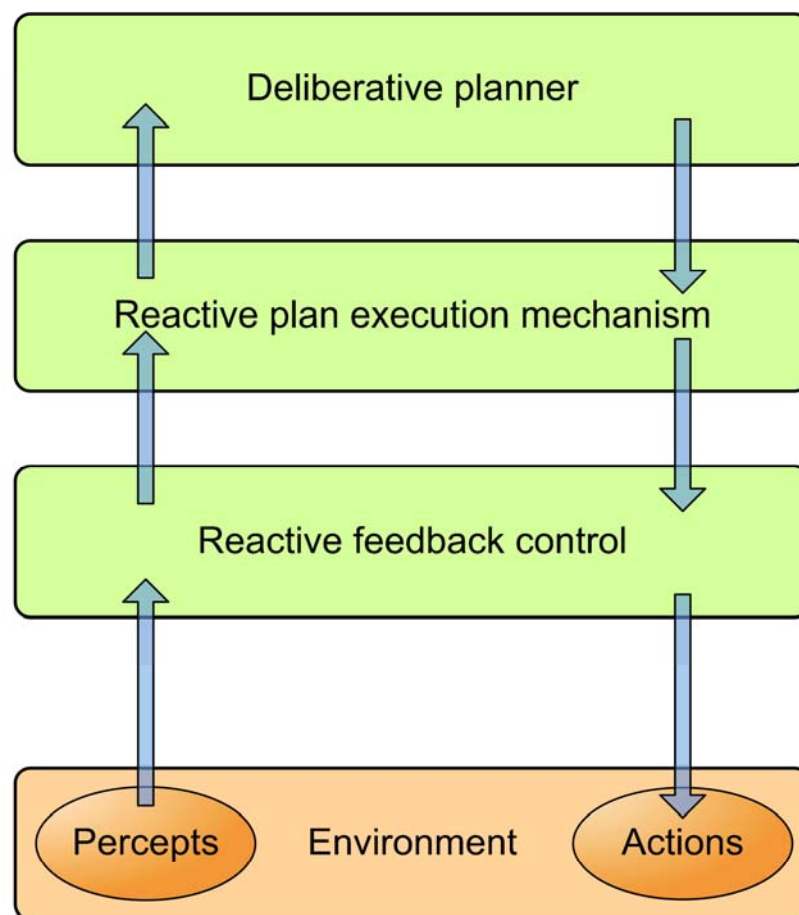 Deliberative planner
Reactive plan execution mechanism
Reactive feedback control
Percepts Environment Actions